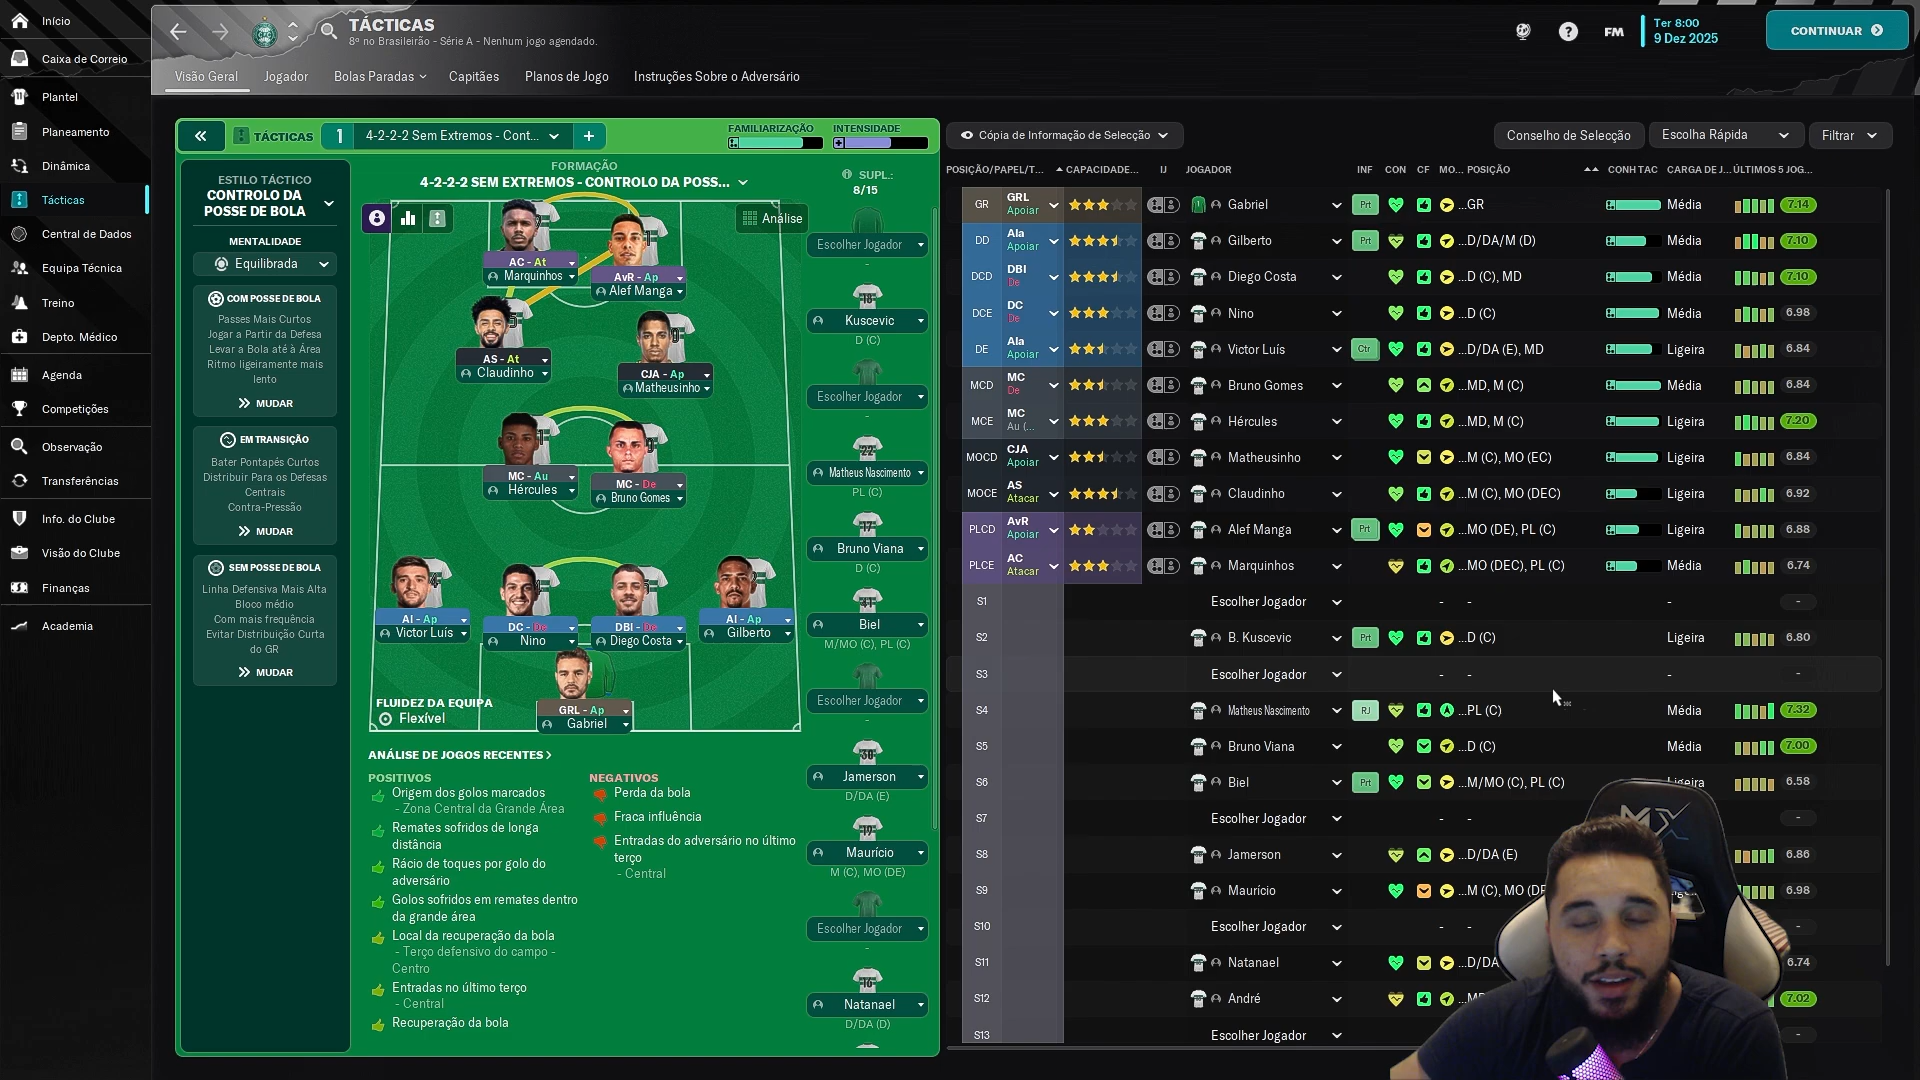 Início
Caixa de Correio
Plantel
Planeamento
Dinâmica
Tácticas
Central de Dados
Equipa Técnica
Treino
Depto. Médico
Agenda
Competições
Observação
Transferências
Info. do Clube
Visão do Clube
Finanças
Academia
TÁCTICAS
8º no Brasileirão - Série A - Nenhum jogo agendado.
FM
Ter 8:00
9 Dez 2025
CONTINUAR
Visão Geral
Jogador
Bolas Paradas
Capitães
Planos de Jogo
Instruções Sobre o Adversário
TÁCTICAS
1
4-2-2-2 Sem Extremos - Cont...
FAMILIARIZAÇÃO
INTENSIDADE
ESTILO TÁCTICO
CONTROLO DA
POSSE DE BOLA
MENTALIDADE
Equilibrada
COM POSSE DE BOLA
Passes Mais Curtos
Jogar a Partir da Defesa
Levar a Bola até à Área
Ritmo ligeiramente mais
lento
MUDAR
EM TRANSIÇÃO
Bater Pontapés Curtos
Distribuir Para os Defesas
Centrais
Contra-Pressão
MUDAR
SEM POSSE DE BOLA
Linha Defensiva Mais Alta
Bloco médio
Com mais frequência
Evitar Distribuição Curta
do GR
MUDAR
FORMAÇÃO
4-2-2-2 SEM EXTREMOS - CONTROLO DA POSS...
Análise
AC - At
Marquinhos
AvR - Ap
Alef Manga
AS - At
Claudinho
CJA - Ap
Matheusinho
MC - Au
Hércules
MC - De
Bruno Gomes
Al - Ap
Victor Luís
DC - De
Nino
DBI - De
Diego Costa
Al - Ap
Gilberto
GRL - Ap
Gabriel
FLUIDEZ DA EQUIPA
Flexível
ANÁLISE DE JOGOS RECENTES
POSITIVOS
Origem dos golos marcados
- Zona Central da Grande Área
Remates sofridos de longa
distância
Rácio de toques por golo do
adversário
Golos sofridos em remates dentro
da grande área
Local da recuperação da bola
- Terço defensivo do campo -
Centro
Entradas no último terço
- Central
Recuperação da bola
NEGATIVOS
Perda da bola
Fraca influência
Entradas do adversário no último
terço
- Central
SUPL.:
8/15
Escolher Jogador
-
Kuscevic
D (C)
Escolher Jogador
-
22
Matheus Nascimento
PL (C)
17
Bruno Viana
D (C)
Biel
M/MO (C), PL (C)
Escolher Jogador
-
Jamerson
D/DA (E)
Maurício
M (C), MO (DE)
Escolher Jogador
-
16
Natanael
D/DA (D)
Cópia de Informação de Selecção
Conselho de Selecção
Escolha Rápida
Filtrar
POSIÇÃO/PAPEL/T... CAPACIDADE... IJ JOGADOR INF CON CF MO... POSIÇÃO CONH TAC CARGA DE J... ÚLTIMOS 5 JOG...
GR GRL Apoiar Gabriel Prt ...GR Média 7.14
DD Ala Apoiar Gilberto Prt ...D/DA/M (D) Média 7.10
DCD DBI De Diego Costa ...D (C), MD Média 7.10
DCE DC De Nino ...D (C) Média 6.98
DE Ala Apoiar Victor Luís Ctr ...D/DA (E), MD Ligeira 6.84
MCD MC De Bruno Gomes ...MD, M (C) Média 6.84
MCE MC Au (... Hércules ...MD, M (C) Ligeira 7.20
MOCD CJA Apoiar Matheusinho ...M (C), MO (EC) Ligeira 6.84
MOCE AS Atacar Claudinho ...M (C), MO (DEC) Ligeira 6.92
PLCD AvR Apoiar Alef Manga Prt ...MO (DE), PL (C) Ligeira 6.88
PLCE AC Atacar Marquinhos ...MO (DEC), PL (C) Média 6.74
S1 Escolher Jogador - - - -
S2 B. Kuscevic Prt ...D (C) Ligeira 6.80
S3 Escolher Jogador - - - -
S4 Matheus Nascimento RJ ...PL (C) Média 7.32
S5 Bruno Viana ...D (C) Média 7.00
S6 Biel Prt ...M/MO (C), PL (C) Ligeira 6.58
S7 Escolher Jogador - - -
S8 Jamerson ...D/DA (E) 6.86
S9 Maurício ...M (C), MO (DE 6.98
S10 Escolher Jogador - - -
S11 Natanael ...D/DA 6.74
S12 André 7.02
S13 Escolher Jogador -